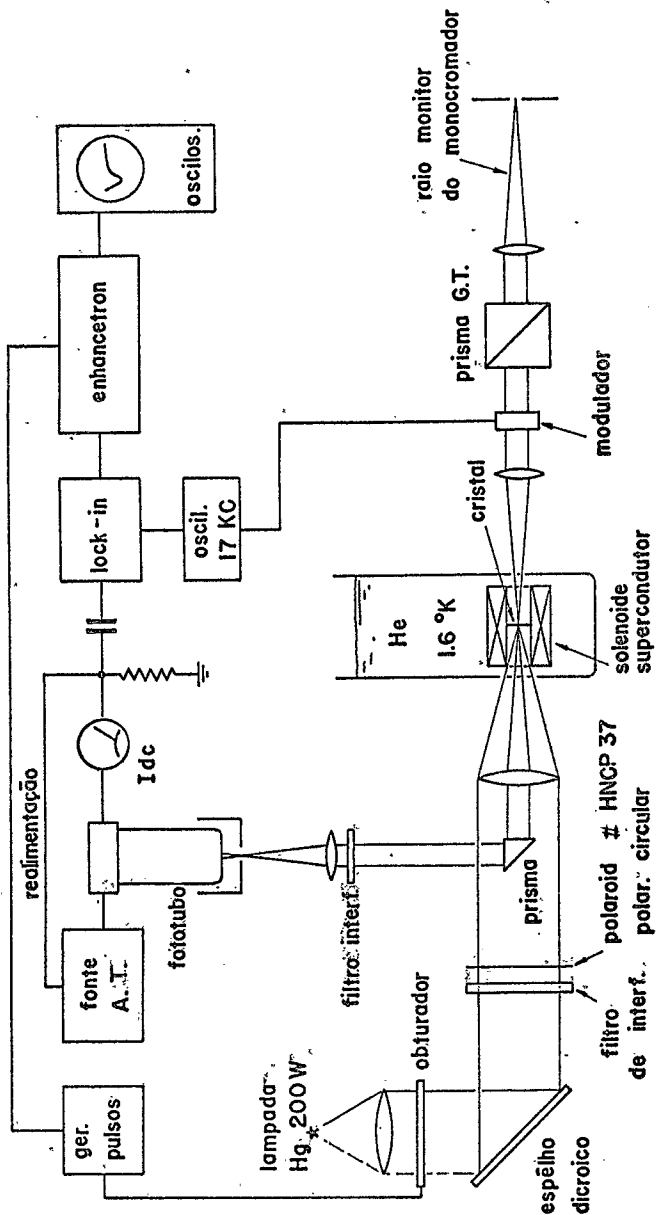 ger.
pulsos
fonte
A.T.
realimentação
Idc
fototubo
lock-in
oscil.
17 KC
enhancetron
oscilos.
lampada
Hg 200W
obturador
espêlho
dicroico
filtro
de interf.
polaroid # HNCP 37
polar. circular
filtro interf.
prisma
He
1.6 °K
solenoide
supercondutor
cristal
modulador
prisma G.T.
raio monitor
do monocromador